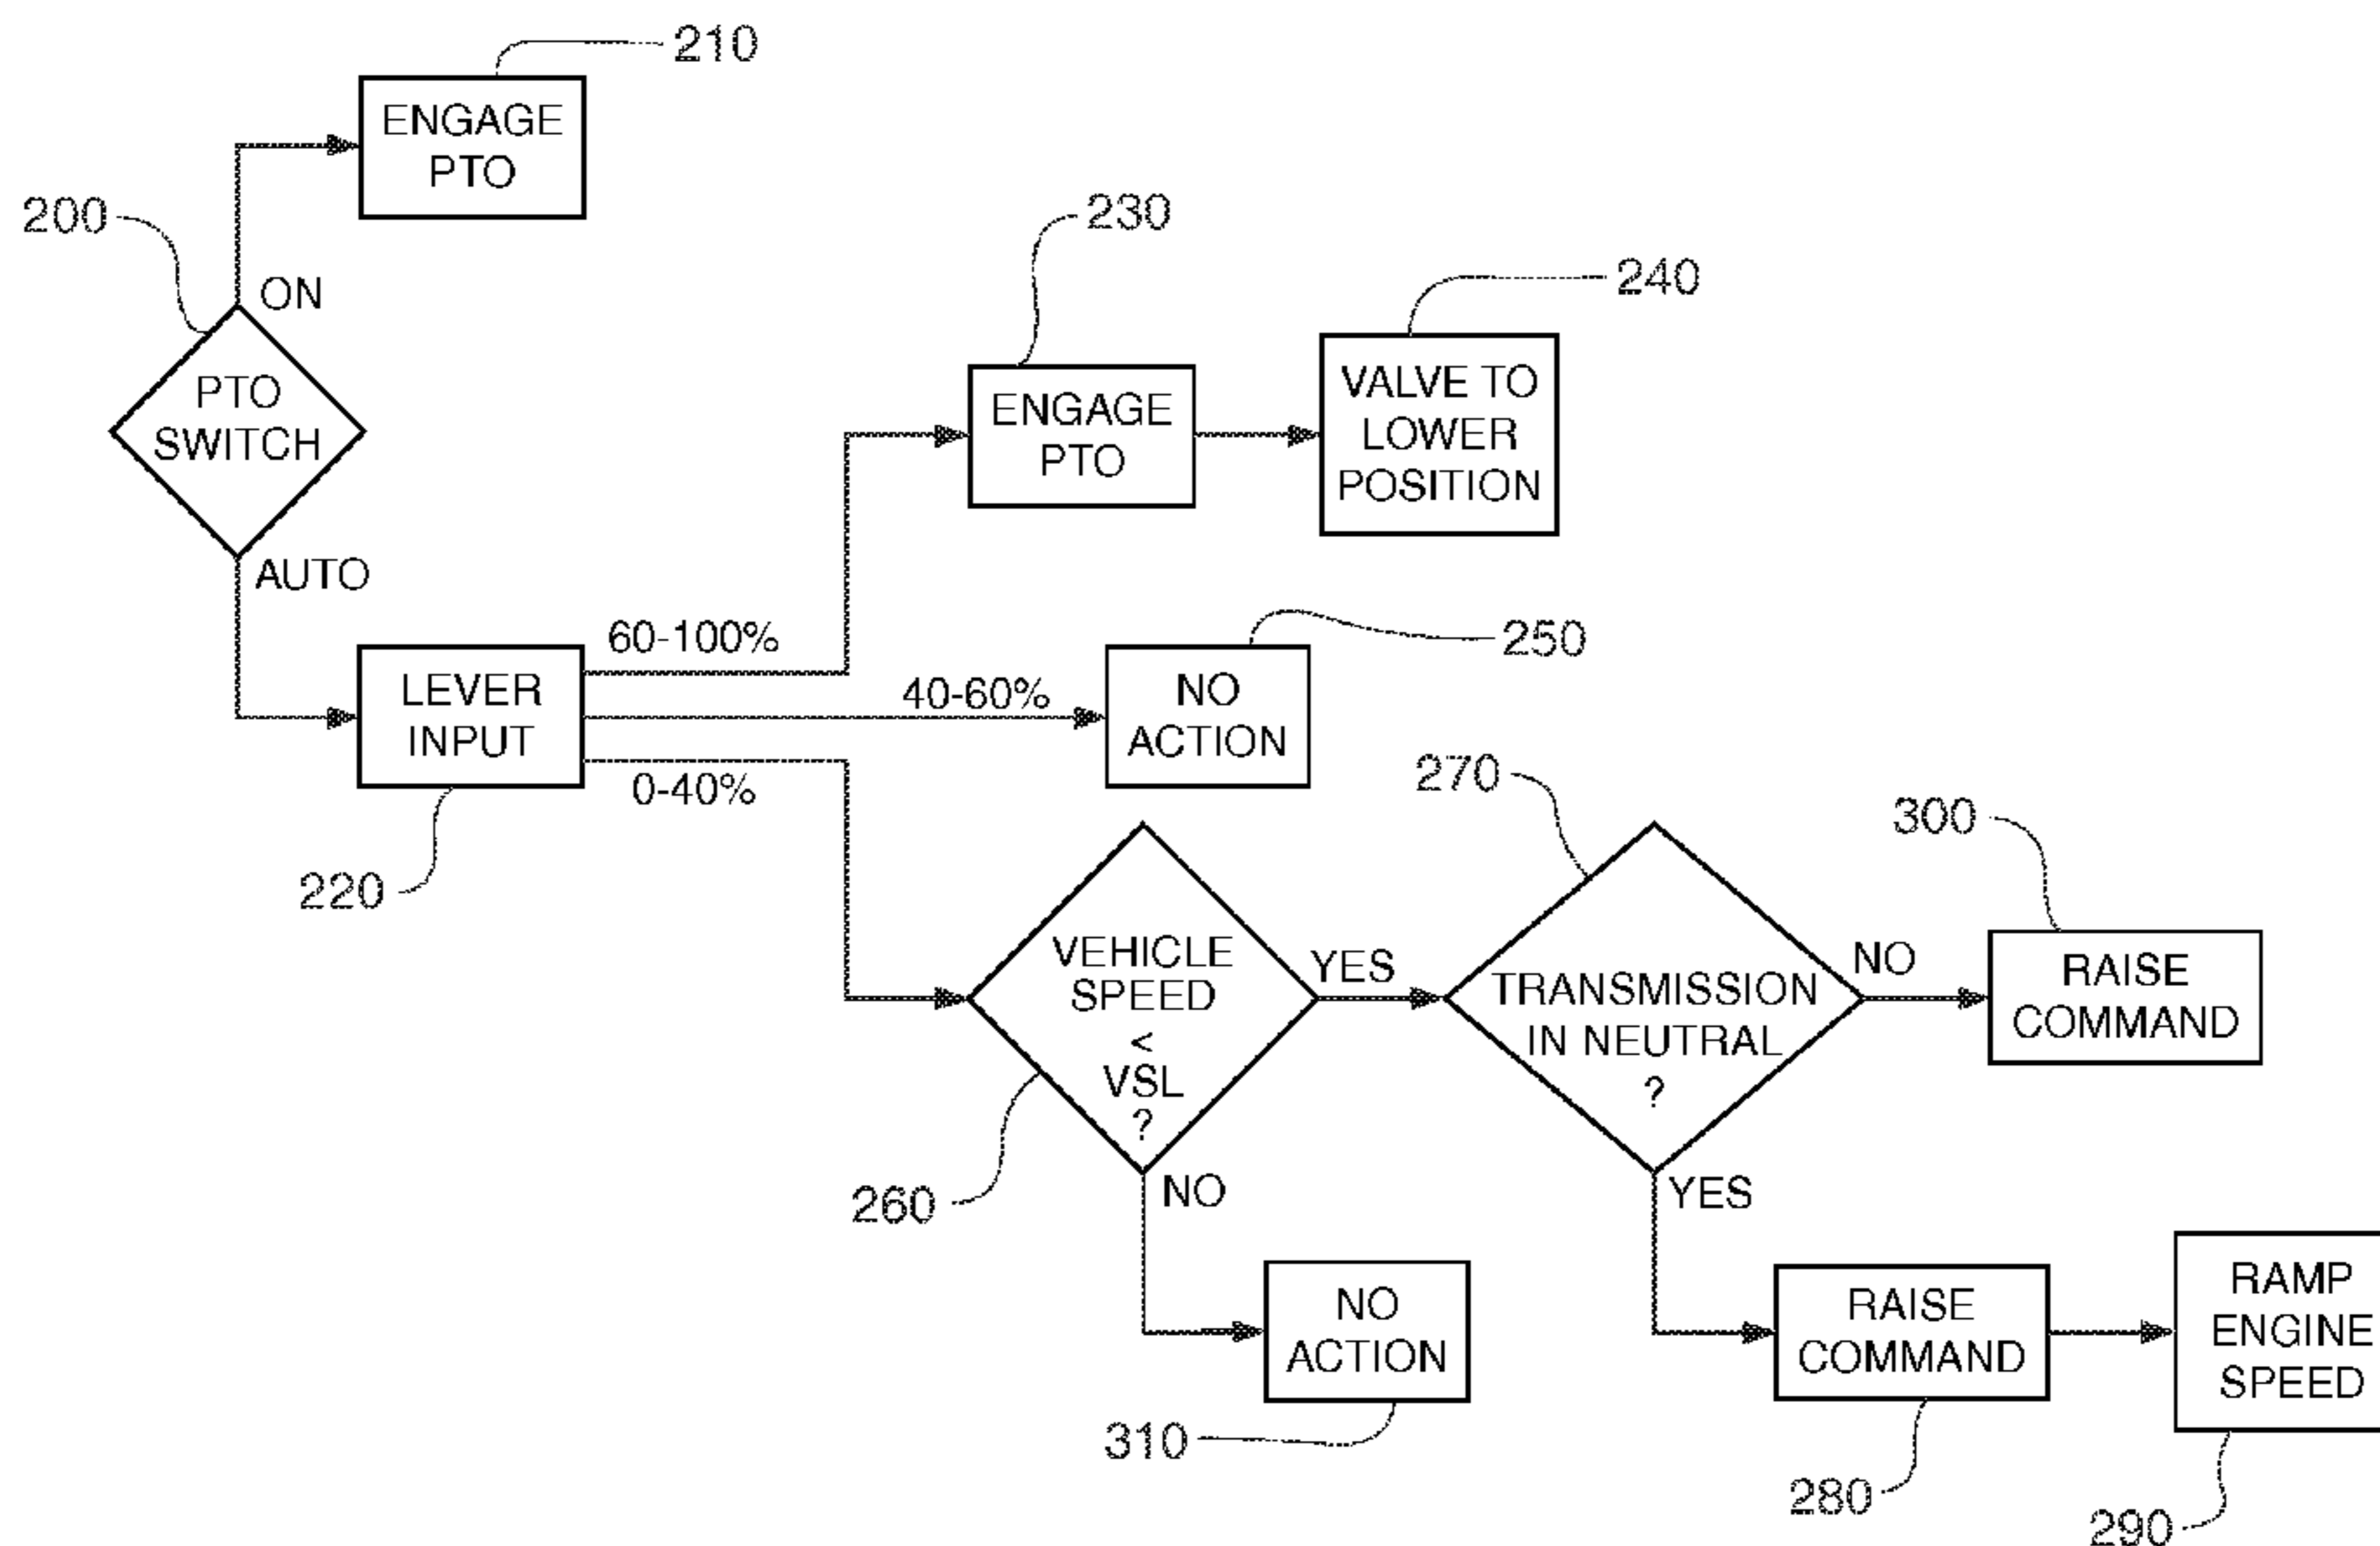 210
ENGAGE
PTO
200
ON
PTO
SWITCH
AUTO
230
240
ENGAGE
PTO
VALVE TO
LOWER
POSITION
60-100%
250
LEVER
INPUT
40-60%
NO
ACTION
0-40%
220
270
300
VEHICLE
SPEED
<
VSL
?
YES
TRANSMISSION
IN NEUTRAL
?
NO
RAISE
COMMAND
260
NO
YES
NO
ACTION
310
RAISE
COMMAND
280
RAMP
ENGINE
SPEED
290